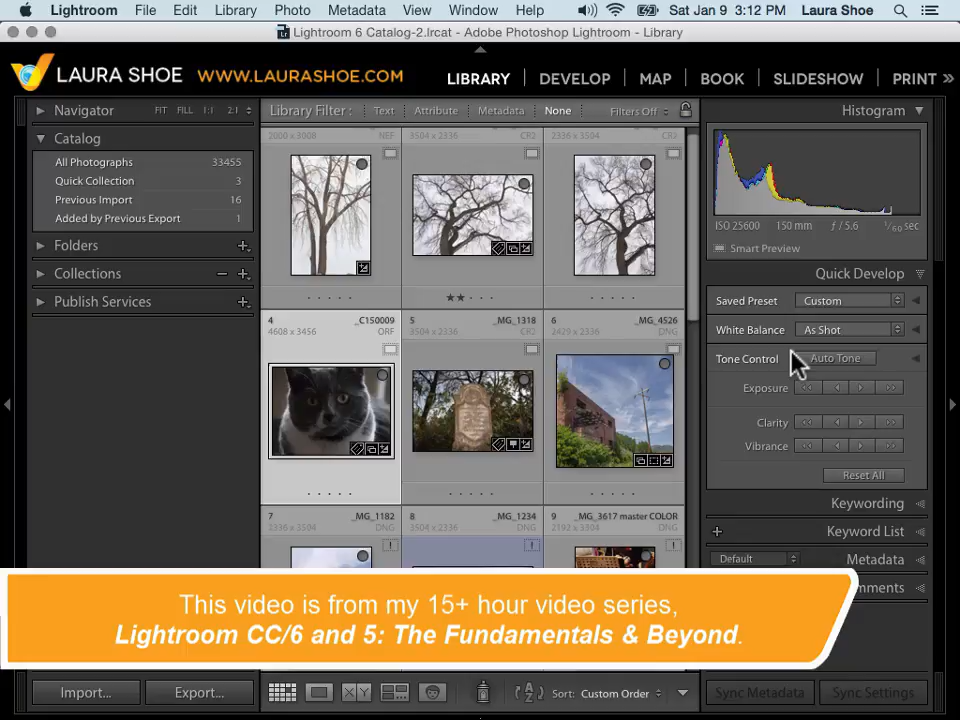 Lightroom File Edit Library Photo Metadata View Window Help Sat Jan 9 3:12 PM Laura Shoe
Lightroom 6 Catalog-2.lrcat - Adobe Photoshop Lightroom - Library
LAURA SHOE WWW.LAURASHOE.COM LIBRARY DEVELOP MAP BOOK SLIDESHOW PRINT »
Navigator FIT FILL 1:1 2:1
Library Filter : Text Attribute Metadata None Filters Off
Histogram
Catalog
All Photographs 33455
Quick Collection 3
Previous Import 16
Added by Previous Export 1
Folders
Collections
Publish Services
2000 x 3008 NEF
3504 x 2336 CR2
2336 x 3504 CR2
4 _C150009
4608 x 3456 ORF
5 _MG_1318
3504 x 2336 CR2
6 _MG_4526
2429 x 2336 DNG
7 _MG_1182
3336 x 3504 DNG
8 _MG_1234
3504 x 2336 DNG
9 _MG_3617 master COLOR
2192 x 3304 DNG
ISO 25600 150 mm f / 5.6 1/60 sec
Smart Preview
Quick Develop
Saved Preset Custom
White Balance As Shot
Tone Control Auto Tone
Exposure
Clarity
Vibrance
Reset All
Keywording
Keyword List
Default Metadata
This video is from my 15+ hour video series,
Lightroom CC/6 and 5: The Fundamentals & Beyond.
Import... Export... Sort: Custom Order Sync Metadata Sync Settings